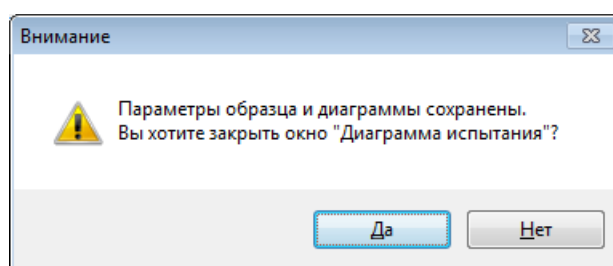 Внимание
Параметры образца и диаграммы сохранены.
Вы хотите закрыть окно "Диаграмма испытания"?
Да
Нет